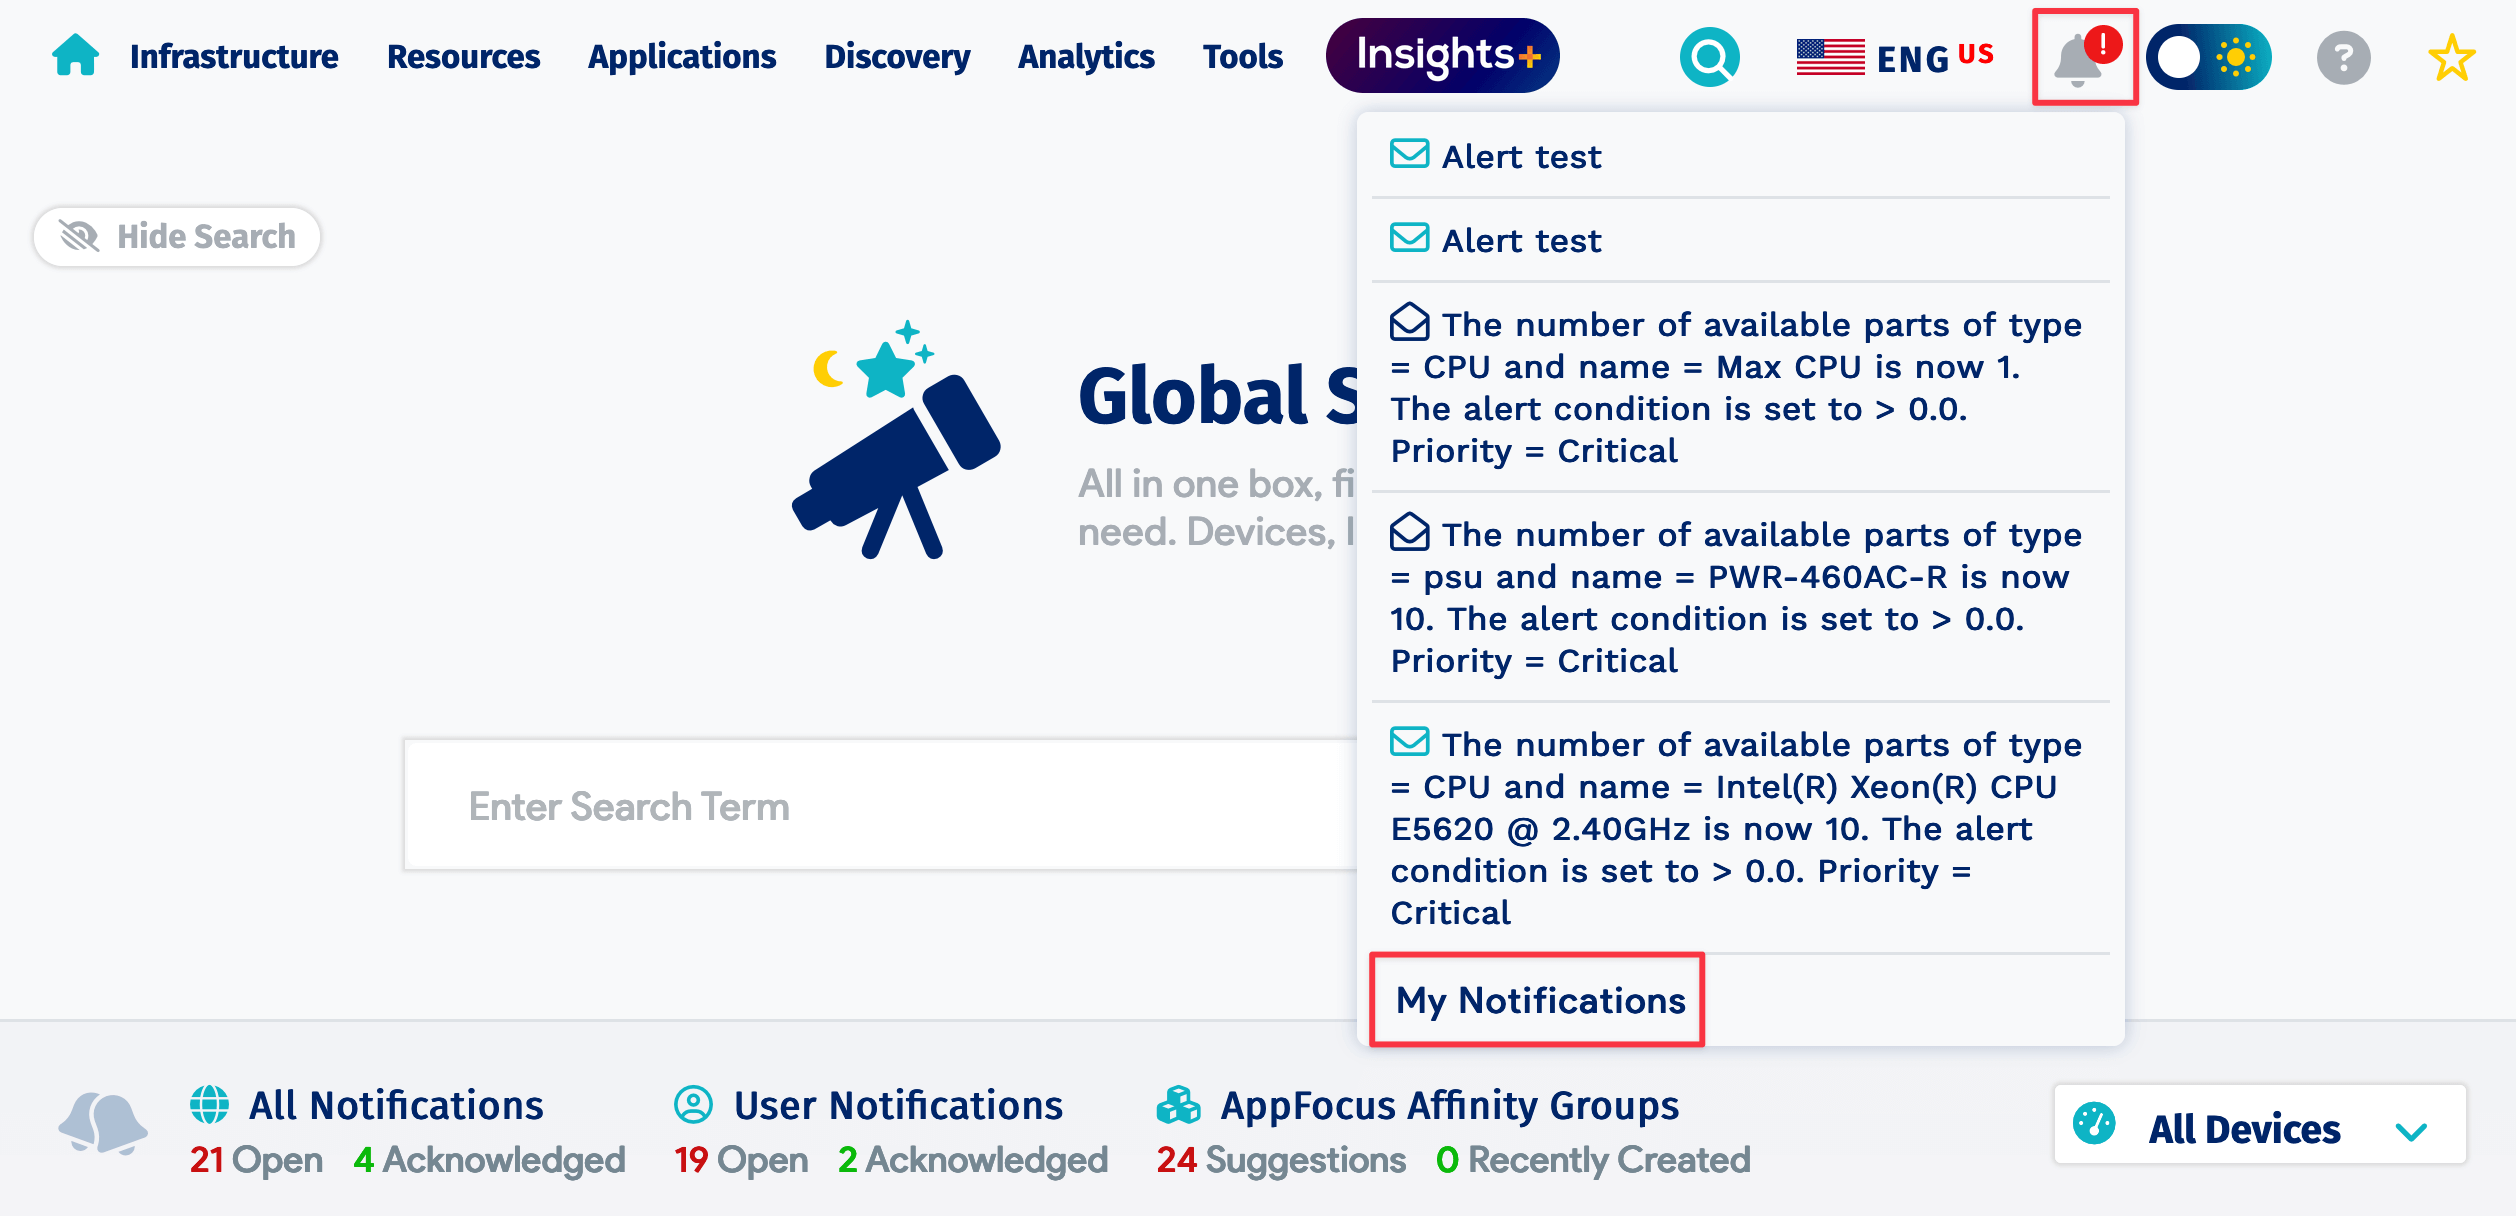 Infrastructure Resources Applications Discovery Analytics Tools Insights+ ENG US !  ?
Hide Search
Alert test
Alert test
The number of available parts of type
= CPU and name = Max CPU is now 1.
The alert condition is set to > 0.0.
Priority = Critical
The number of available parts of type
= psu and name = PWR-460AC-R is now
10. The alert condition is set to > 0.0.
Priority = Critical
The number of available parts of type
= CPU and name = Intel(R) Xeon(R) CPU
E5620 @ 2.40GHz is now 10. The alert
condition is set to > 0.0. Priority =
Critical
My Notifications
Global S
All in one box, fi
need. Devices, I
Enter Search Term
All Notifications
21 Open 4 Acknowledged
User Notifications
19 Open 2 Acknowledged
AppFocus Affinity Groups
24 Suggestions 0 Recently Created
All Devices